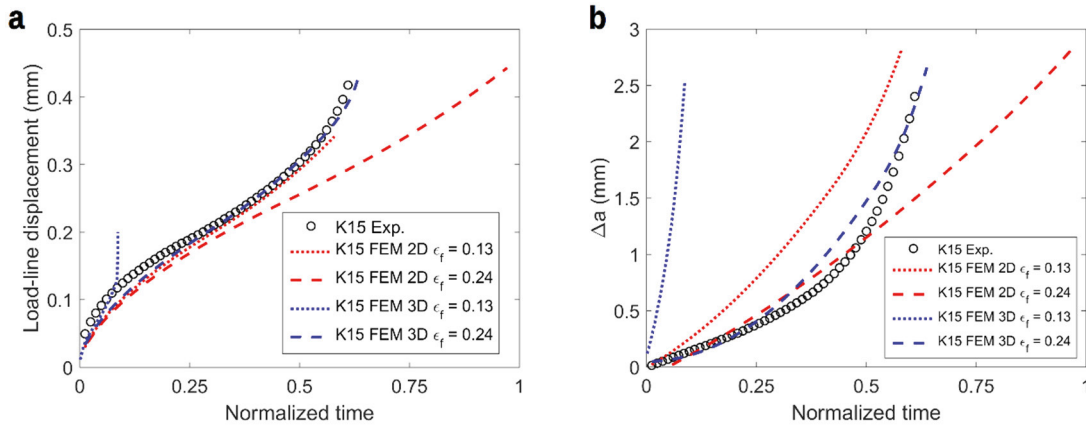 a
Load-line displacement (mm)
0.5
0.4
0.3
0.2
0.1
0
0
0.25
0.5
0.75
1
Normalized time
K15 Exp.
K15 FEM 2D ϵf = 0.13
K15 FEM 2D ϵf = 0.24
K15 FEM 3D ϵf = 0.13
K15 FEM 3D ϵf = 0.24
b
Δa (mm)
3
2.5
2
1.5
1
0.5
0
0
0.25
0.5
0.75
1
Normalized time
K15 Exp.
K15 FEM 2D ϵf = 0.13
K15 FEM 2D ϵf = 0.24
K15 FEM 3D ϵf = 0.13
K15 FEM 3D ϵf = 0.24